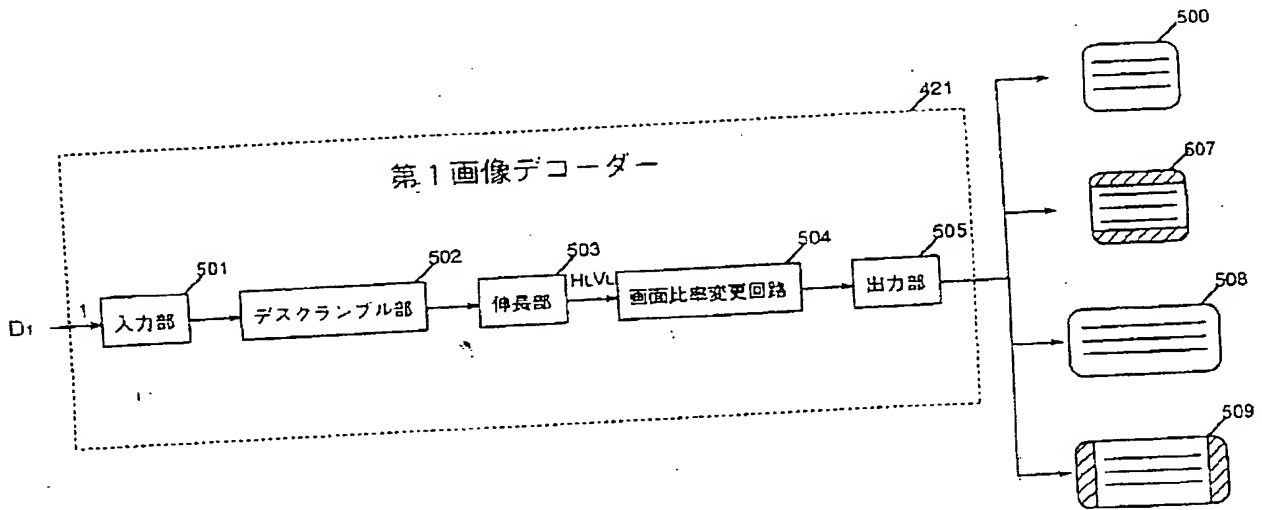 500
421
第1画像デコーダー
607
501
502
503
504
505
D1
1
入力部
デスクランブル部
伸長部
HLVL
画面比率変更回路
出力部
508
509